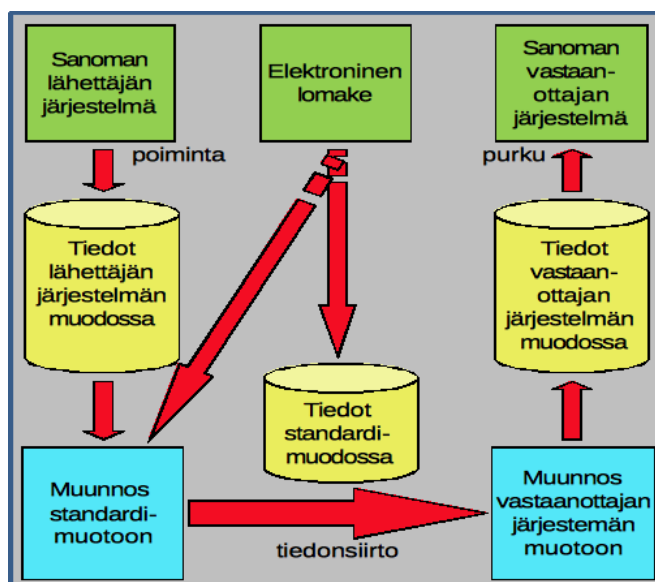 Sanoman
lähettäjän
järjestelmä
Elektroninen
lomake
Sanoman
vastaan-
ottajan
järjestelmä
poiminta
purku
Tiedot
lähettäjän
järjestelmän
muodossa
Tiedot
vastaan-
ottajan
järjestelmän
muodossa
Tiedot
standardi-
muodossa
Muunnos
standardi-
muotoon
tiedonsiirto
Muunnos
vastaanottajan
järjestemän
muotoon